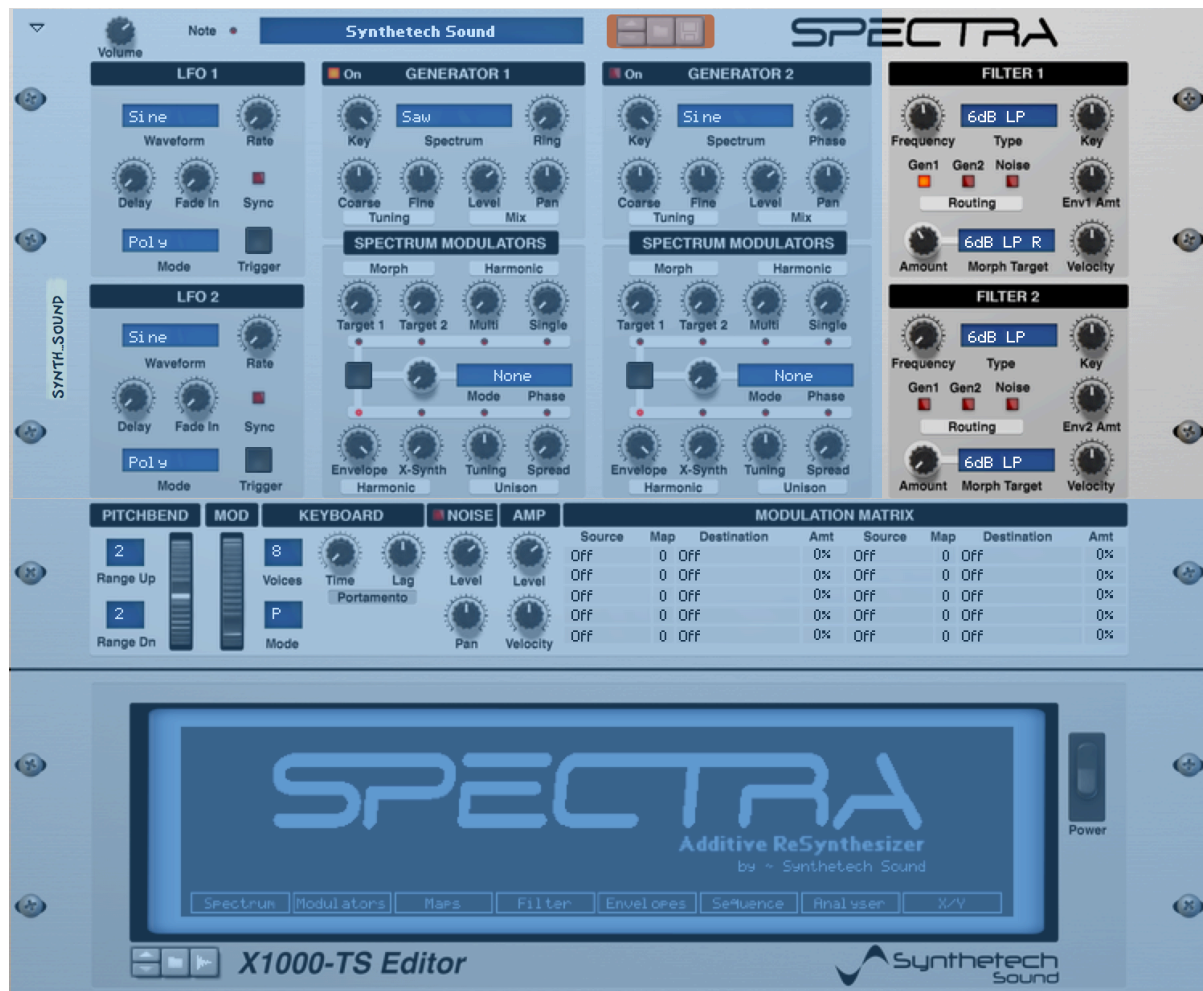 Volume
Note
Synthetech Sound
SPECTRA
LFO 1
Sine
Waveform
Rate
Delay
Fade In
Sync
Poly
Mode
Trigger
On
GENERATOR 1
Key
Saw
Spectrum
Ring
Coarse
Fine
Level
Pan
Tuning
Mix
SPECTRUM MODULATORS
Morph
Harmonic
Target 1
Target 2
Multi
Single
None
Mode
Phase
Envelope
X-Synth
Tuning
Spread
Harmonic
Unison
On
GENERATOR 2
Key
Sine
Spectrum
Phase
Coarse
Fine
Level
Pan
Tuning
Mix
SPECTRUM MODULATORS
Morph
Harmonic
Target 1
Target 2
Multi
Single
None
Mode
Phase
Envelope
X-Synth
Tuning
Spread
Harmonic
Unison
FILTER 1
Frequency
6dB LP
Type
Key
Gen1
Gen2
Noise
Routing
Env1 Amt
Amount
6dB LP R
Morph Target
Velocity
SYNTH_SOUND
LFO 2
Sine
Waveform
Rate
Delay
Fade In
Sync
Poly
Mode
Trigger
FILTER 2
Frequency
6dB LP
Type
Key
Gen1
Gen2
Noise
Routing
Env2 Amt
Amount
6dB LP
Morph Target
Velocity
PITCHBEND
2
Range Up
2
Range Dn
MOD
KEYBOARD
8
Voices
P
Mode
Time
Lag
Portamento
NOISE
Level
Pan
AMP
Level
Velocity
MODULATION MATRIX
Source Map Destination Amt Source Map Destination Amt
Off 0 Off 0% Off 0 Off 0%
Off 0 Off 0% Off 0 Off 0%
Off 0 Off 0% Off 0 Off 0%
Off 0 Off 0% Off 0 Off 0%
Off 0 Off 0% Off 0 Off 0%
SPECTRA
Additive ReSynthesizer
by ~ Synthetech Sound
Spectrum Modulators Maps Filter Envelopes Sequence Analyser X/Y
Power
X1000-TS Editor
Synthetech
Sound